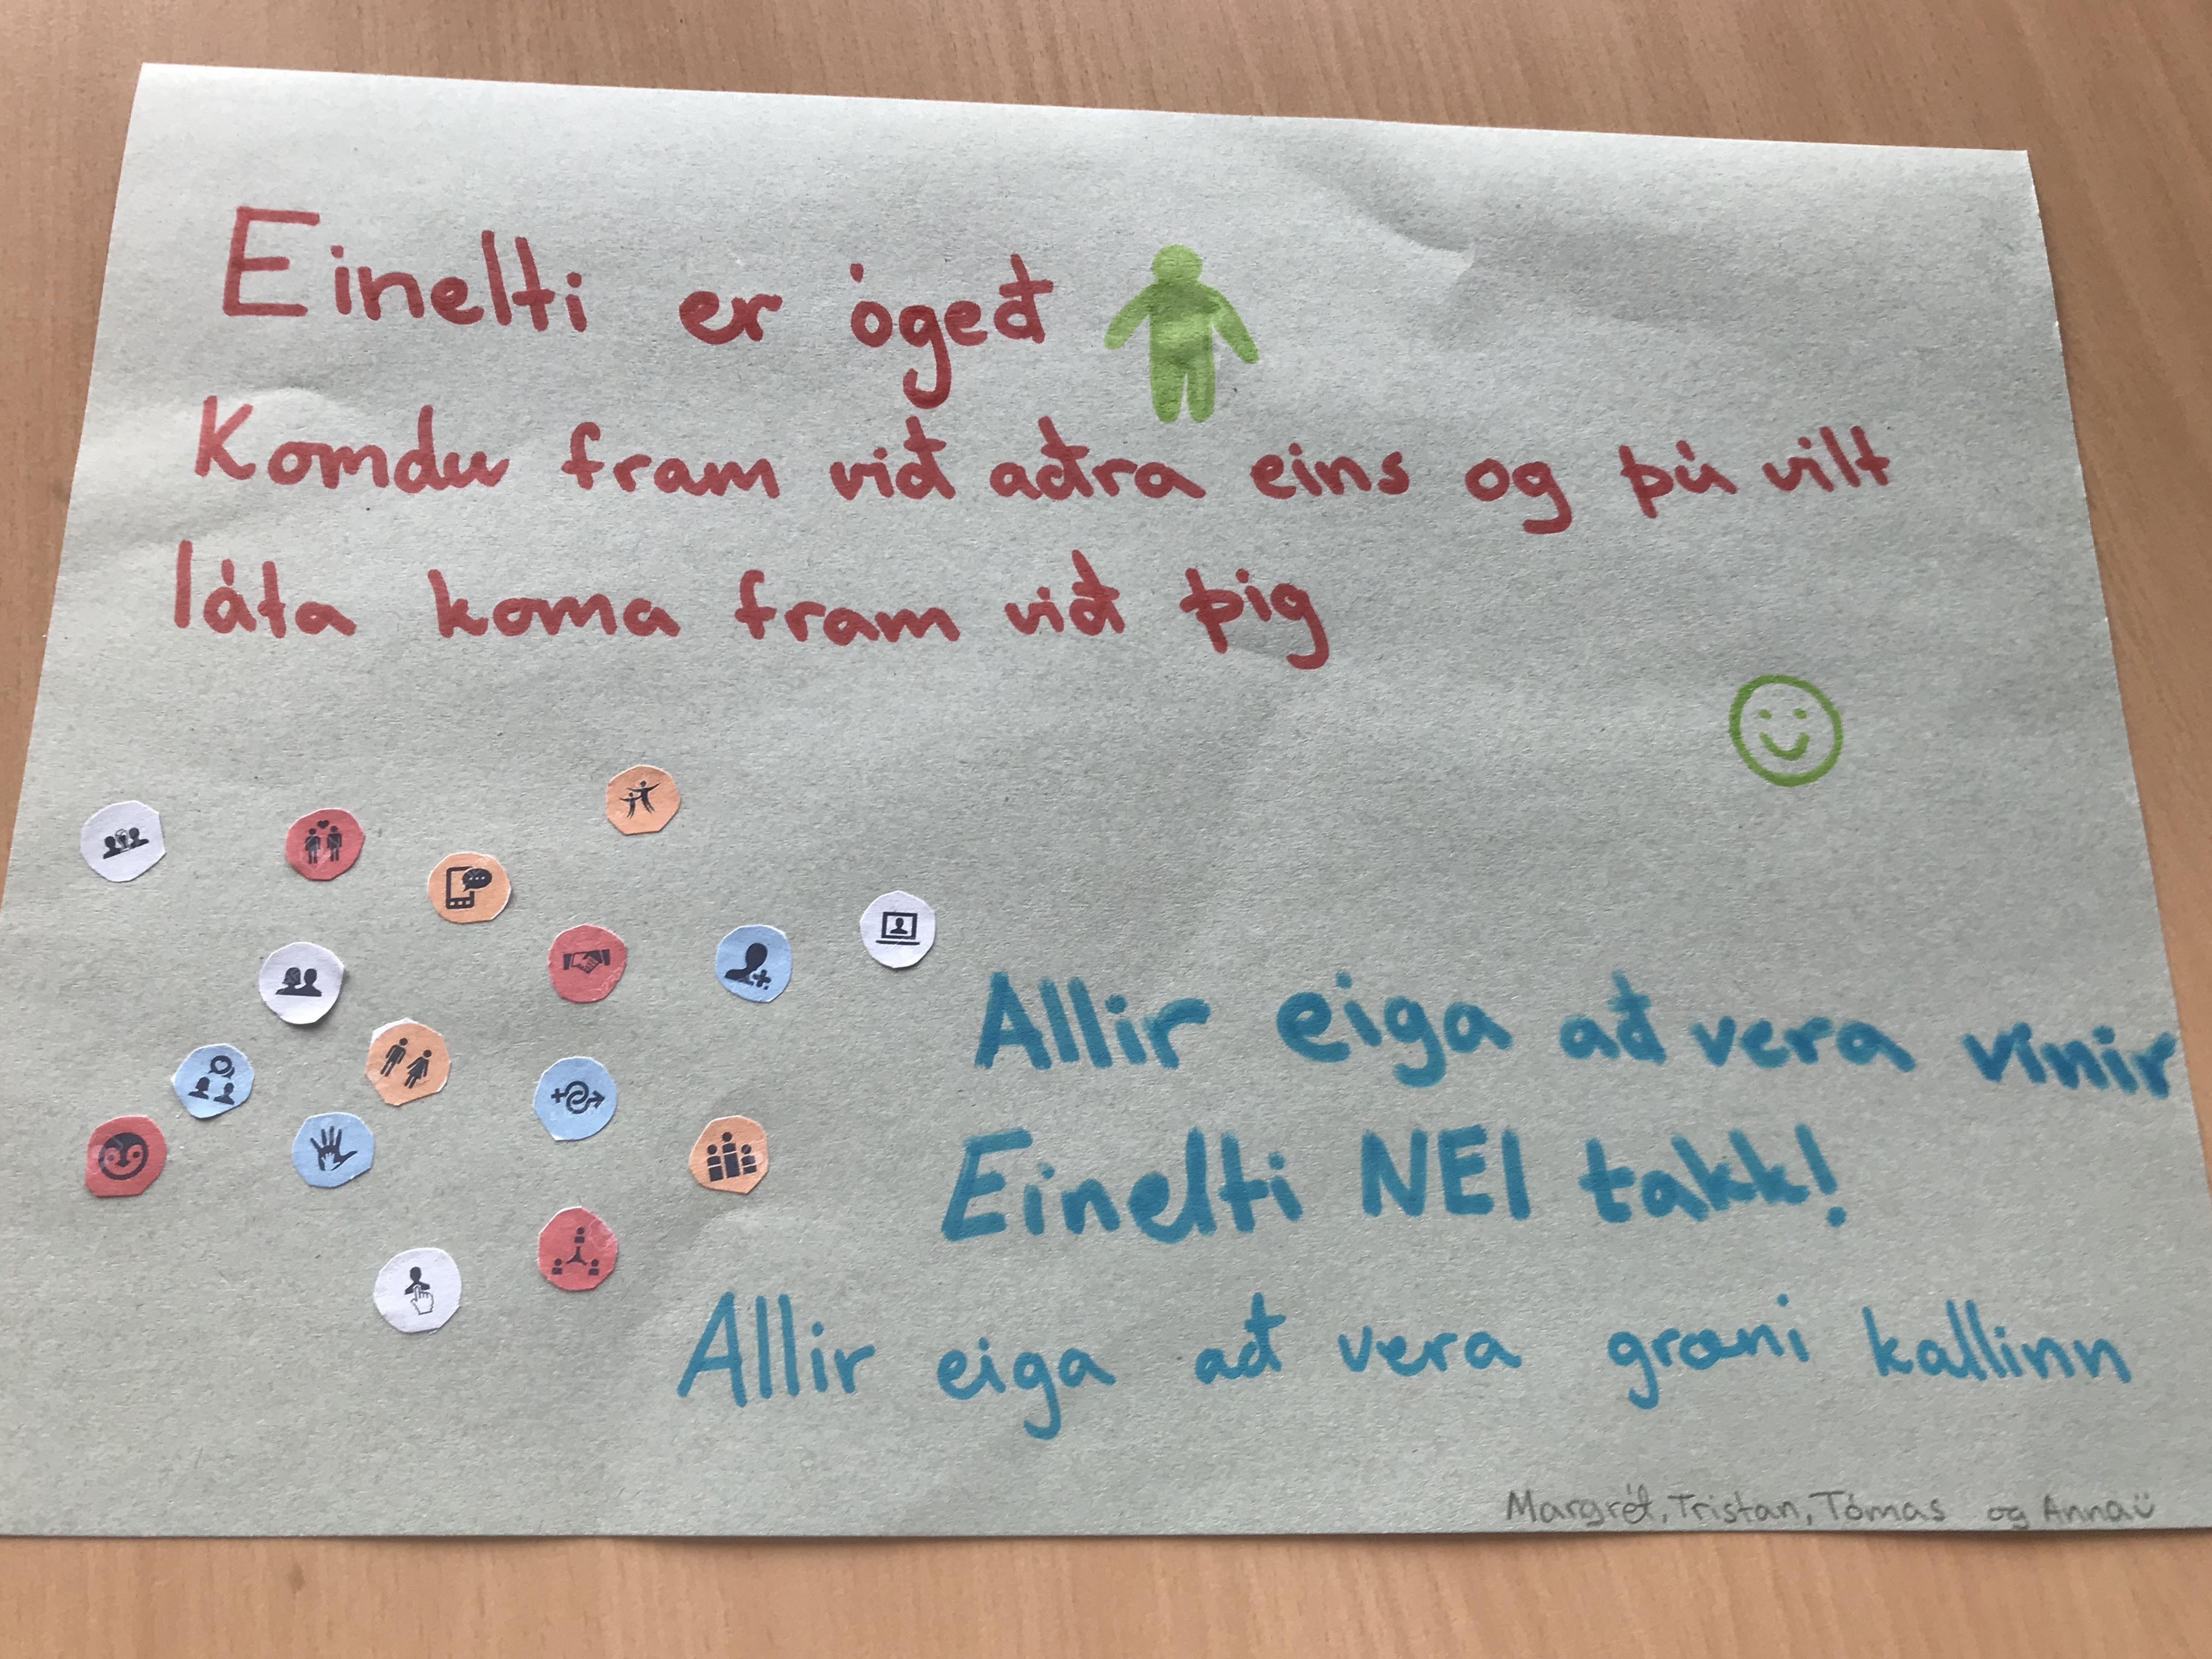 Einelti er ógeð
Komdu fram við aðra eins og þú vilt
láta koma fram við þig
Allir eiga að vera vinir
Einelti NEI takk!
Allir eiga að vera græni kallinn
Margrét, Tristan, Tómas og Anna ü